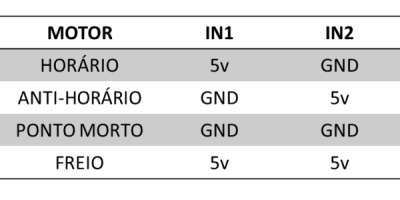 MOTOR IN1 IN2
HORÁRIO 5v GND
ANTI-HORÁRIO GND 5v
PONTO MORTO GND GND
FREIO 5v 5v